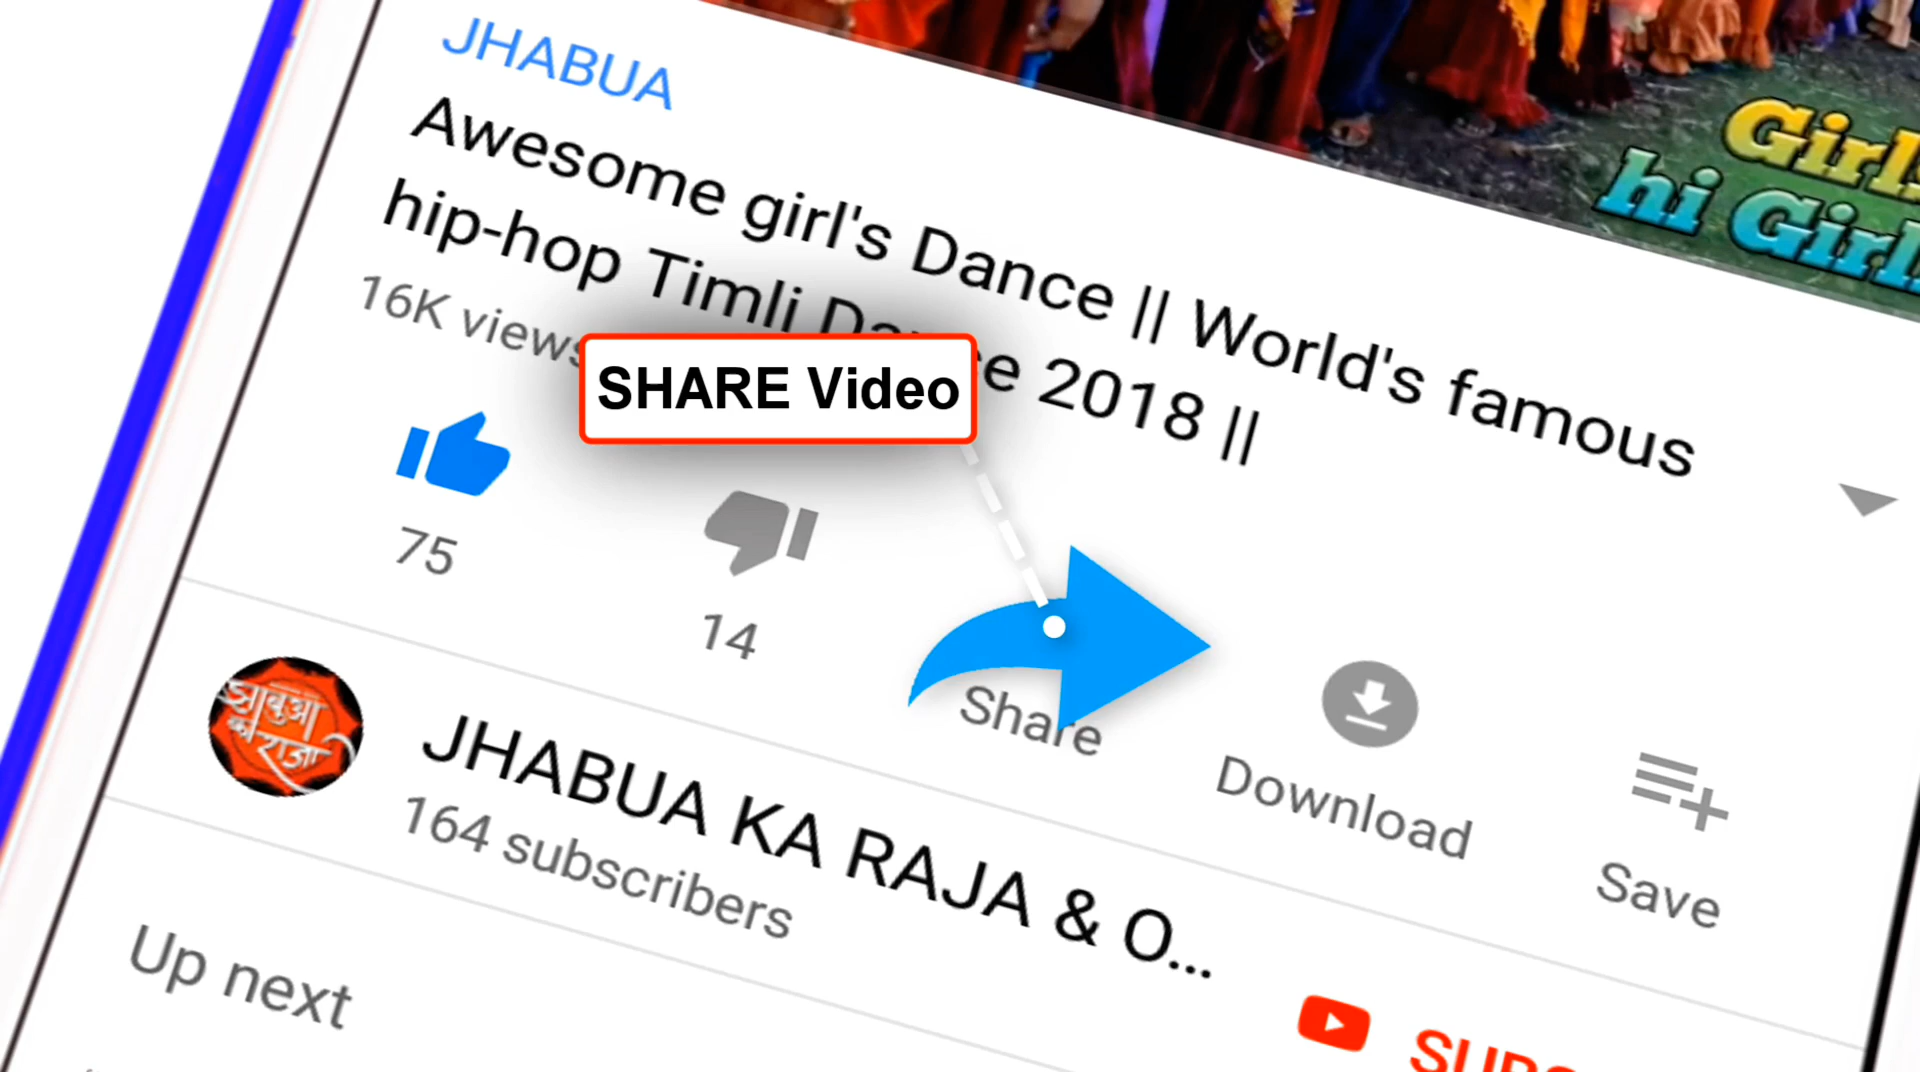 JHABUA
Awesome girl's Dance || World's famous
hip-hop Timli Dance 2018 ||
16K views
SHARE Video
Girl
hi Girl
75
14
Share
Download
Save
झाबुआ
का
राजा
JHABUA KA RAJA & O...
164 subscribers
Up next